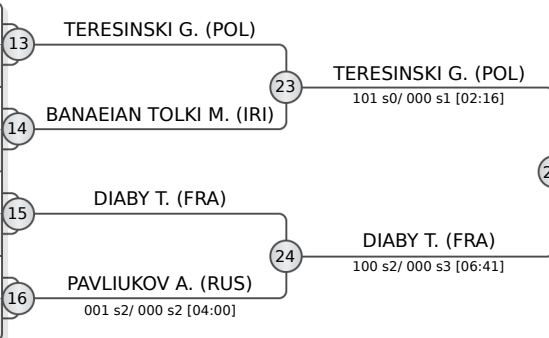 TERESINSKI G. (POL)
13
23
TERESINSKI G. (POL)
101 s0/ 000 s1 [02:16]
BANAEIAN TOLKI M. (IRI)
14
DIABY T. (FRA)
15
24
DIABY T. (FRA)
100 s2/ 000 s3 [06:41]
PAVLIUKOV A. (RUS)
16
001 s2/ 000 s2 [04:00]